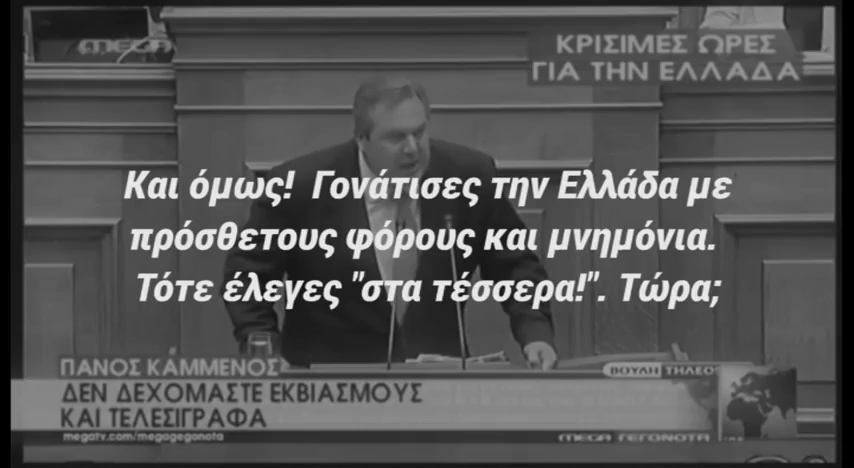 MEGA
ΚΡΙΣΙΜΕΣ ΩΡΕΣ
ΓΙΑ ΤΗΝ ΕΛΛΑΔΑ
Και όμως! Γονάτισες την Ελλάδα με
πρόσθετους φόρους και μνημόνια.
Τότε έλεγες "στα τέσσερα!". Τώρα;
ΠΑΝΟΣ ΚΑΜΜΕΝΟΣ
ΒΟΥΛΗ ΤΗΛΕΟ
ΔΕΝ ΔΕΧΟΜΑΣΤΕ ΕΚΒΙΑΣΜΟΥΣ
ΚΑΙ ΤΕΛΕΣΙΓΡΑΦΑ
megatv.com/megagegonota
MEGA ΓΕΓΟΝΟΤΑ